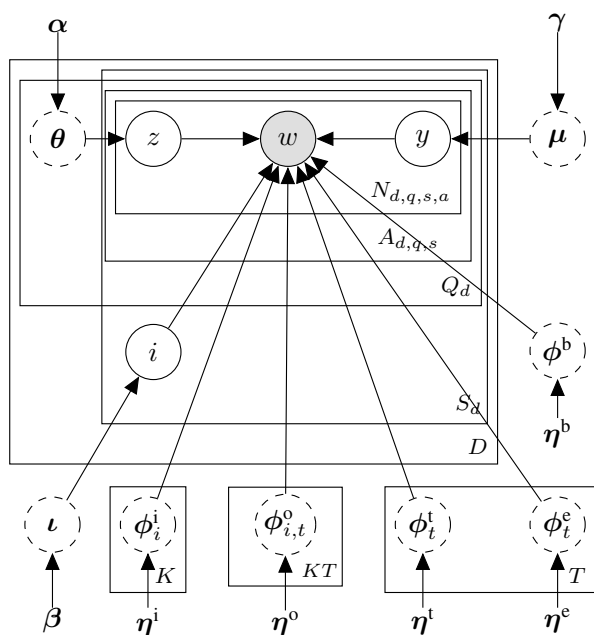 α γ
θ z w y μ
N_{d,q,s,a}
A_{d,q,s}
Q_d
i ϕ^b
S_d
D η^b
ι ϕ^i_i ϕ^o_{i,t} ϕ^t_t ϕ^e_t
K KT T
β η^i η^o η^t η^e